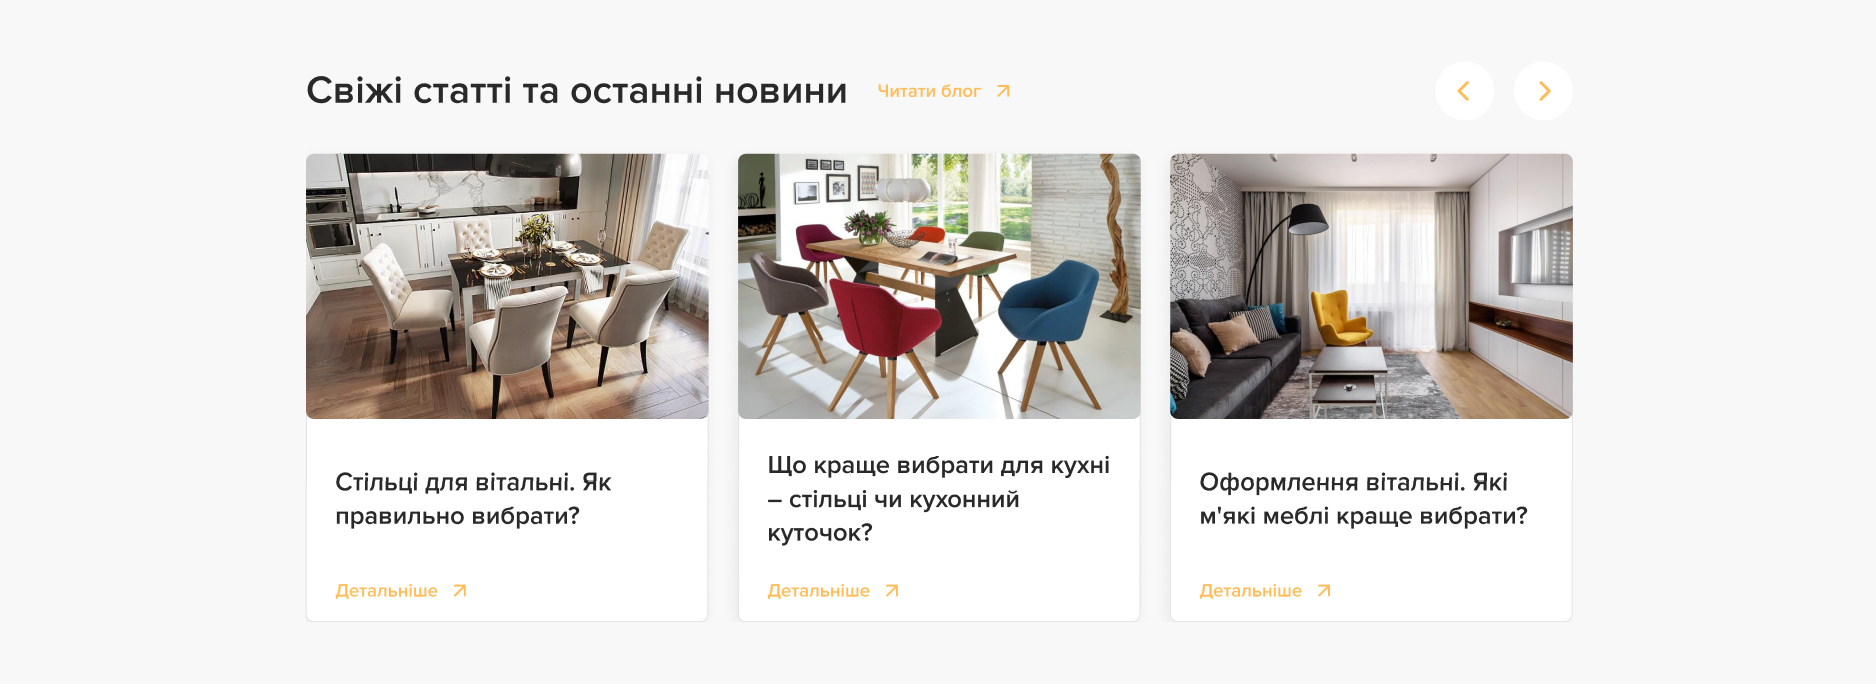 Свіжі статті та останні новини
Читати блог
Стільці для вітальні. Як
правильно вибрати?
Детальніше
Що краще вибрати для кухні
– стільці чи кухонний
куточок?
Детальніше
Оформлення вітальні. Які
м'які меблі краще вибрати?
Детальніше